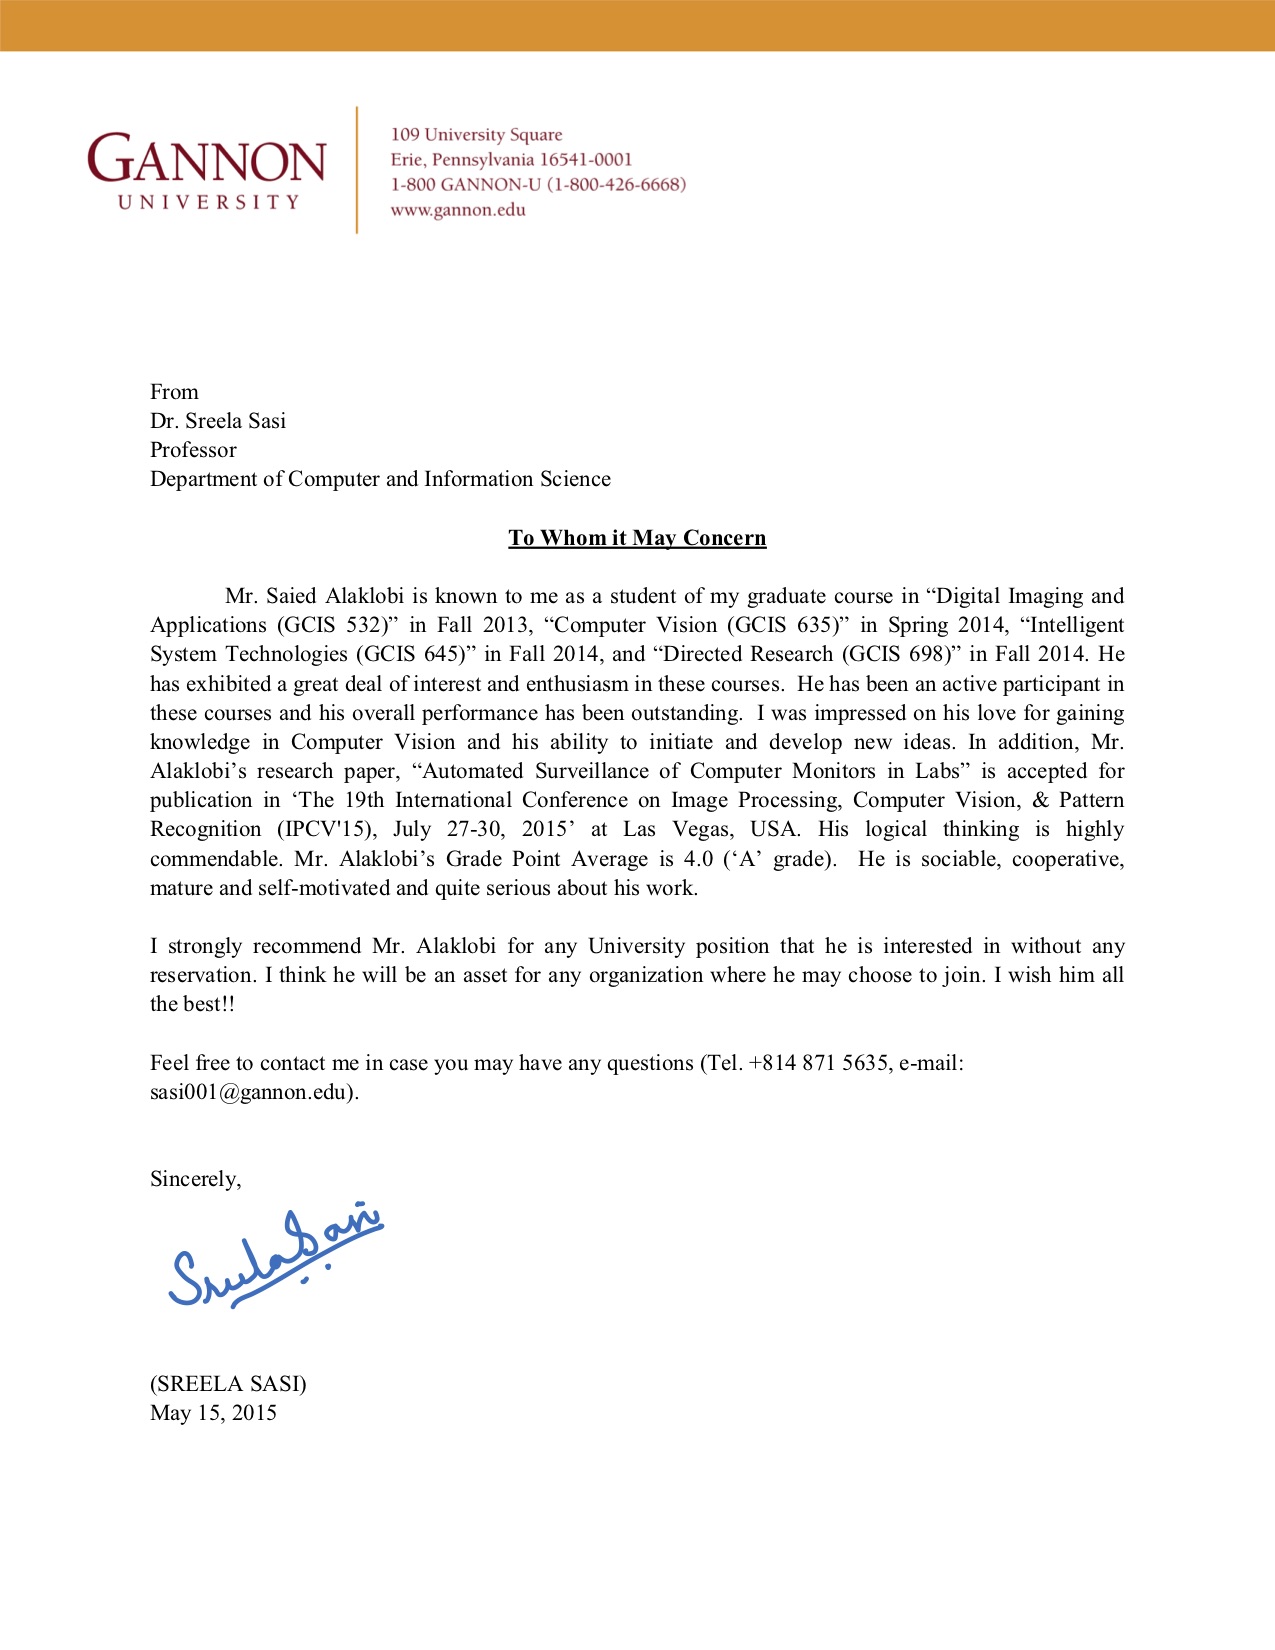 GANNON
UNIVERSITY
109 University Square
Erie, Pennsylvania 16541-0001
1-800 GANNON-U (1-800-426-6668)
www.gannon.edu
From
Dr. Sreela Sasi
Professor
Department of Computer and Information Science
To Whom it May Concern
Mr. Saied Alaklobi is known to me as a student of my graduate course in “Digital Imaging and
Applications (GCIS 532)” in Fall 2013, “Computer Vision (GCIS 635)” in Spring 2014, “Intelligent
System Technologies (GCIS 645)” in Fall 2014, and “Directed Research (GCIS 698)” in Fall 2014. He
has exhibited a great deal of interest and enthusiasm in these courses.  He has been an active participant in
these courses and his overall performance has been outstanding.  I was impressed on his love for gaining
knowledge in Computer Vision and his ability to initiate and develop new ideas. In addition, Mr.
Alaklobi’s research paper, “Automated Surveillance of Computer Monitors in Labs” is accepted for
publication in ‘The 19th International Conference on Image Processing, Computer Vision, & Pattern
Recognition (IPCV'15), July 27-30, 2015’ at Las Vegas, USA. His logical thinking is highly
commendable. Mr. Alaklobi’s Grade Point Average is 4.0 (‘A’ grade).  He is sociable, cooperative,
mature and self-motivated and quite serious about his work.
I strongly recommend Mr. Alaklobi for any University position that he is interested in without any
reservation. I think he will be an asset for any organization where he may choose to join. I wish him all
the best!!
Feel free to contact me in case you may have any questions (Tel. +814 871 5635, e-mail:
sasi001@gannon.edu).
Sincerely,
Sreela Sasi
(SREELA SASI)
May 15, 2015